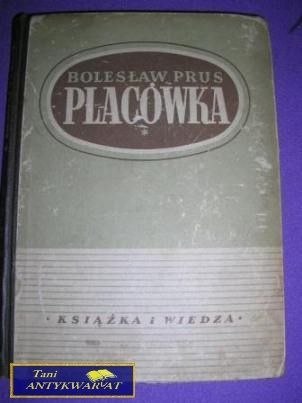 BOLESŁAW PRUS
PLACÓWKA
*
• KSIĄŻKA i WIEDZA •
Tani
ANTYKWARIAT